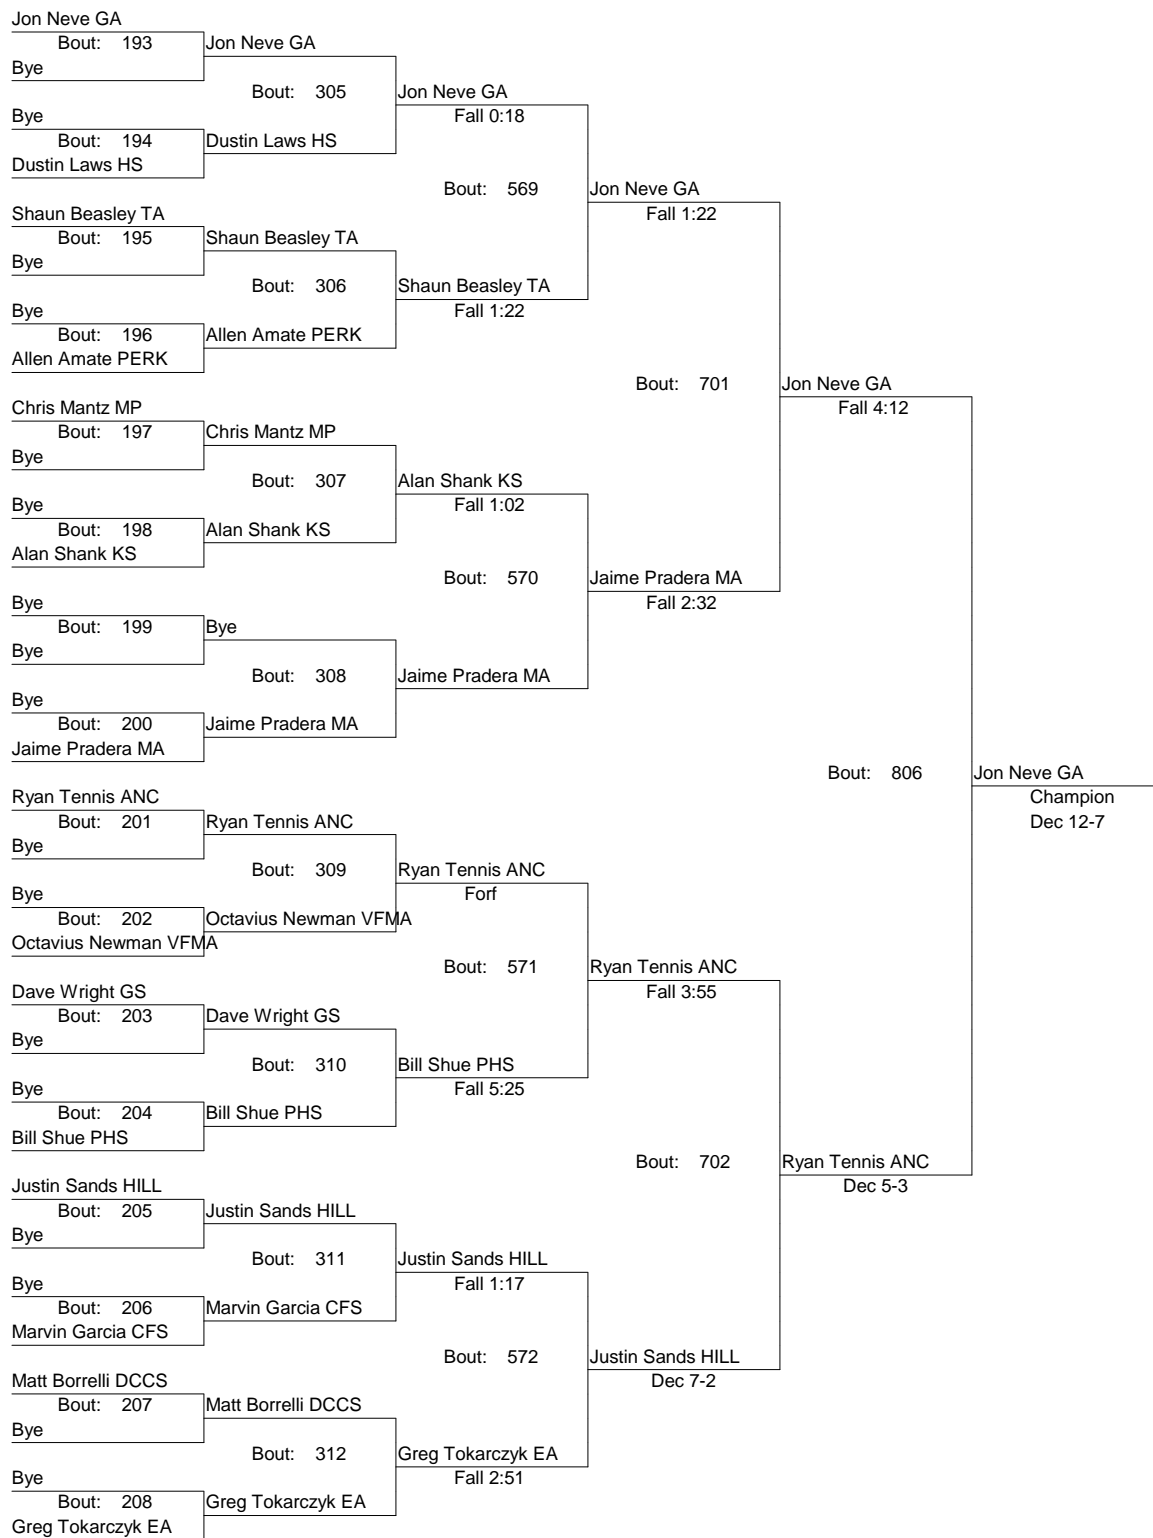 Jon Neve GA
Bout: 193 Jon Neve GA
Bye
Bout: 305 Jon Neve GA
Bye Fall 0:18
Bout: 194 Dustin Laws HS
Dustin Laws HS
Bout: 569 Jon Neve GA
Shaun Beasley TA Fall 1:22
Bout: 195 Shaun Beasley TA
Bye
Bout: 306 Shaun Beasley TA
Bye Fall 1:22
Bout: 196 Allen Amate PERK
Allen Amate PERK
Bout: 701 Jon Neve GA
Chris Mantz MP Fall 4:12
Bout: 197 Chris Mantz MP
Bye
Bout: 307 Alan Shank KS
Bye Fall 1:02
Bout: 198 Alan Shank KS
Alan Shank KS
Bout: 570 Jaime Pradera MA
Bye Fall 2:32
Bout: 199 Bye
Bye
Bout: 308 Jaime Pradera MA
Bye
Bout: 200 Jaime Pradera MA
Jaime Pradera MA
Bout: 806 Jon Neve GA
Ryan Tennis ANC Champion
Bout: 201 Ryan Tennis ANC Dec 12-7
Bye
Bout: 309 Ryan Tennis ANC
Bye Forf
Bout: 202 Octavius Newman VFMA
Octavius Newman VFMA
Bout: 571 Ryan Tennis ANC
Dave Wright GS Fall 3:55
Bout: 203 Dave Wright GS
Bye
Bout: 310 Bill Shue PHS
Bye Fall 5:25
Bout: 204 Bill Shue PHS
Bill Shue PHS
Bout: 702 Ryan Tennis ANC
Justin Sands HILL Dec 5-3
Bout: 205 Justin Sands HILL
Bye
Bout: 311 Justin Sands HILL
Bye Fall 1:17
Bout: 206 Marvin Garcia CFS
Marvin Garcia CFS
Bout: 572 Justin Sands HILL
Matt Borrelli DCCS Dec 7-2
Bout: 207 Matt Borrelli DCCS
Bye
Bout: 312 Greg Tokarczyk EA
Bye Fall 2:51
Bout: 208 Greg Tokarczyk EA
Greg Tokarczyk EA